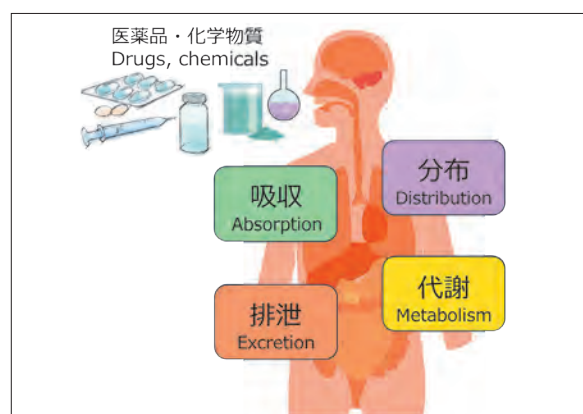 医薬品・化学物質
Drugs, chemicals
吸収
Absorption
分布
Distribution
排泄
Excretion
代謝
Metabolism